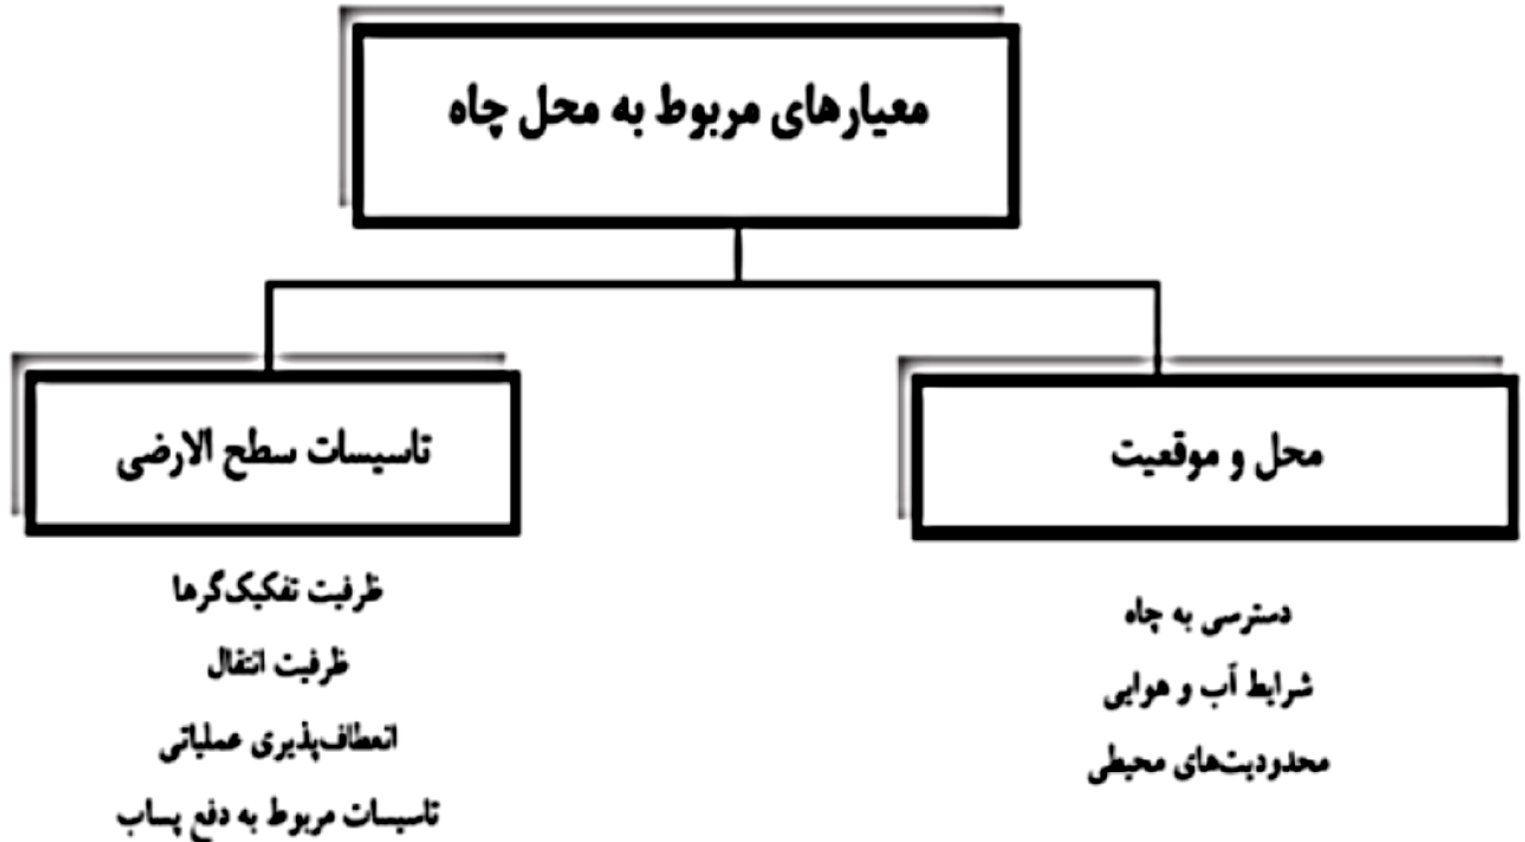 معیارهای مربوط به محل چاه
محل و موقعیت
دسترسی به چاه
شرایط آب و هوایی
محدودیت‌های محیطی
تاسیسات سطح الارضی
ظرفیت تفکیک‌گرها
ظرفیت انتقال
انعطاف‌پذیری عملیاتی
تاسیسات مربوط به دفع پساب